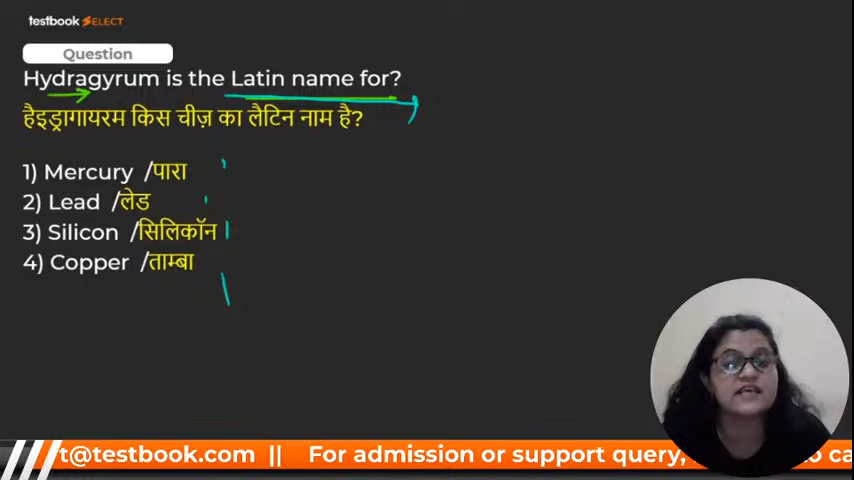 testbook SELECT
Question
Hydragyrum is the Latin name for?
हैइड्रागायरम किस चीज़ का लैटिन नाम है?
1) Mercury /पारा
2) Lead /लेड
3) Silicon /सिलिकॉन
4) Copper /ताम्बा
t@testbook.com || For admission or support query,